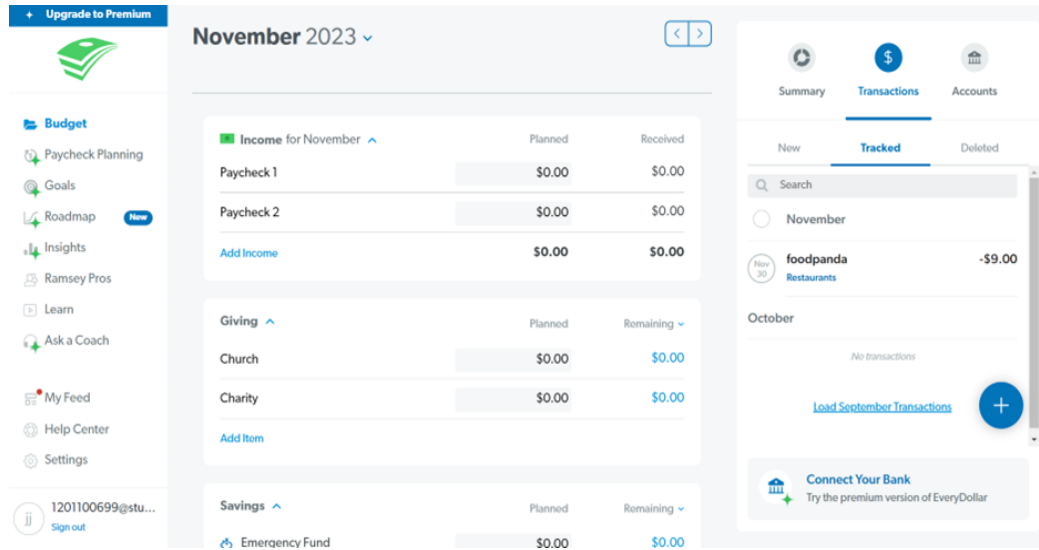 + Upgrade to Premium
Budget
Paycheck Planning
Goals
Roadmap New
Insights
Ramsey Pros
Learn
Ask a Coach
My Feed
Help Center
Settings
jj 1201100699@stu...
Sign out
November 2023
Income for November Planned Received
Paycheck 1 $0.00 $0.00
Paycheck 2 $0.00 $0.00
Add Income $0.00 $0.00
Giving Planned Remaining
Church $0.00 $0.00
Charity $0.00 $0.00
Add Item
Savings Planned Remaining
Emergency Fund $0.00 $0.00
$
Summary Transactions Accounts
New Tracked Deleted
Search
November
Nov 30 foodpanda -$9.00
Restaurants
October
No transactions
Load September Transactions +
Connect Your Bank
Try the premium version of EveryDollar